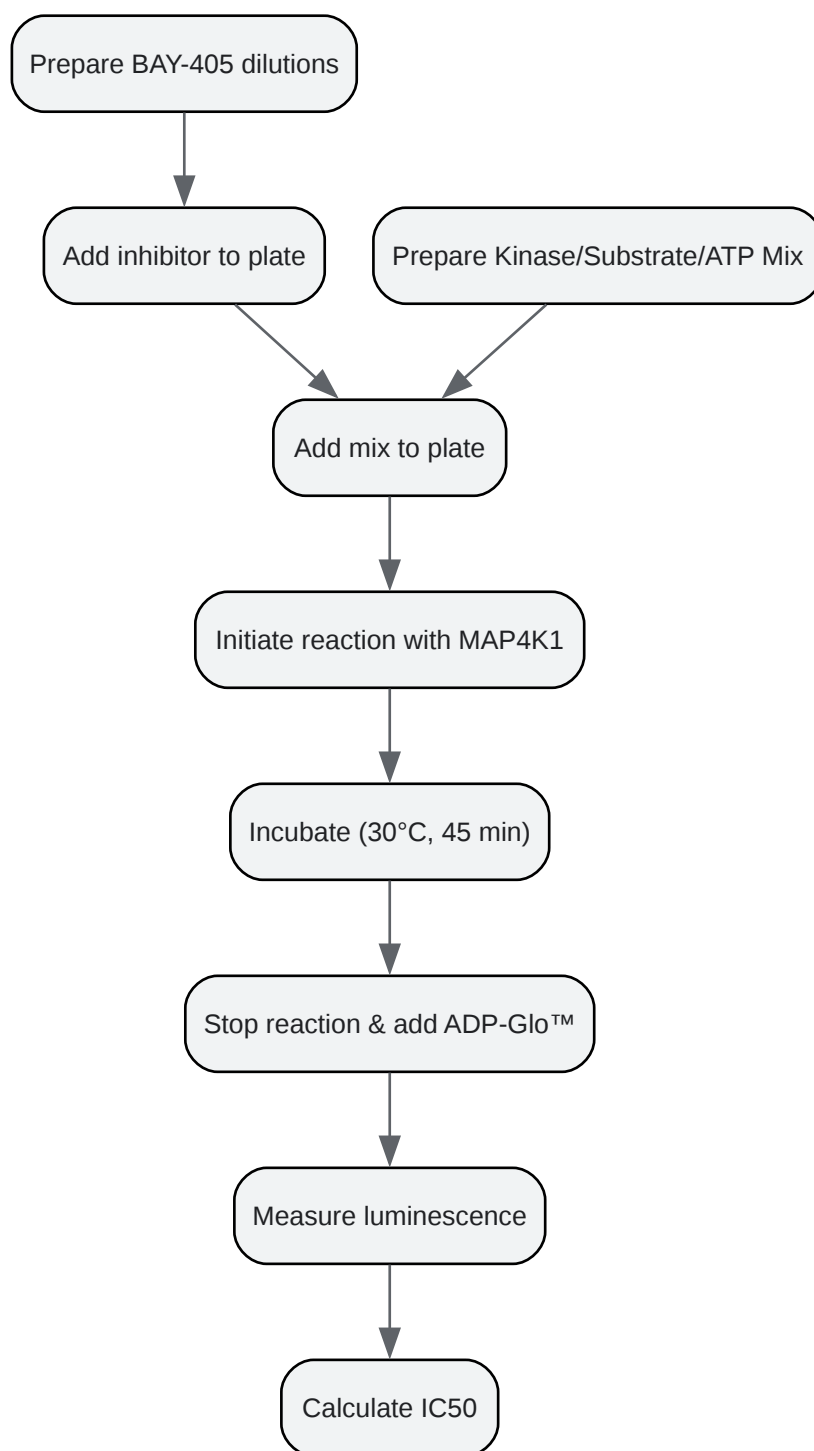 Prepare BAY-405 dilutions
Add inhibitor to plate
Prepare Kinase/Substrate/ATP Mix
Add mix to plate
Initiate reaction with MAP4K1
Incubate (30°C, 45 min)
Stop reaction & add ADP-Glo™
Measure luminescence
Calculate IC50